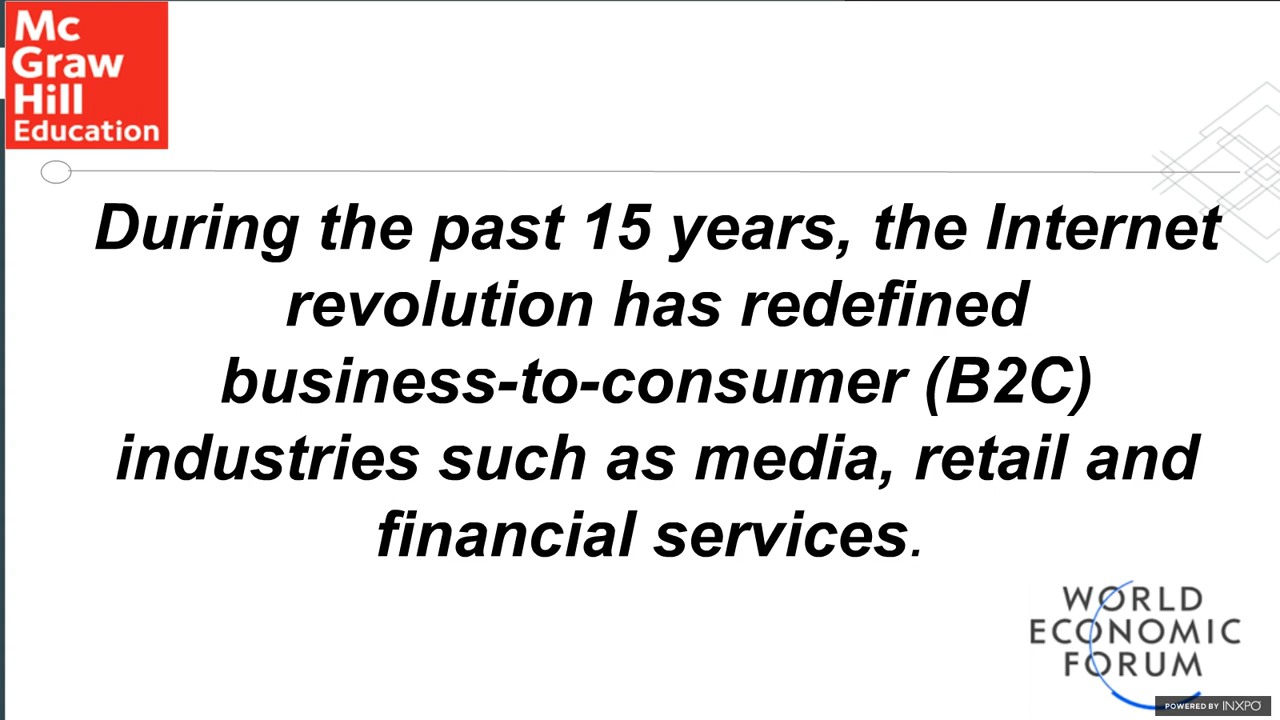 Mc
Graw
Hill
Education
During the past 15 years, the Internet
revolution has redefined
business-to-consumer (B2C)
industries such as media, retail and
financial services.
WORLD
ECONOMIC
FORUM
POWERED BY INXPO